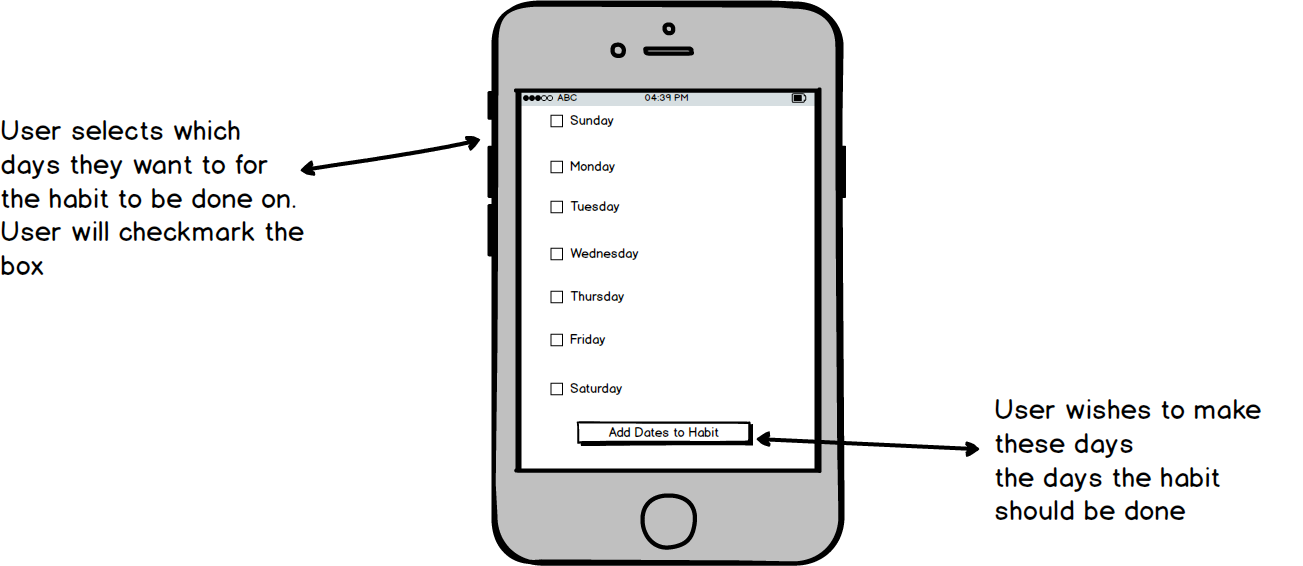 ABC 04:39 PM
Sunday
Monday
Tuesday
Wednesday
Thursday
Friday
Saturday
Add Dates to Habit
User selects which
days they want to for
the habit to be done on.
User will checkmark the
box
User wishes to make
these days
the days the habit
should be done